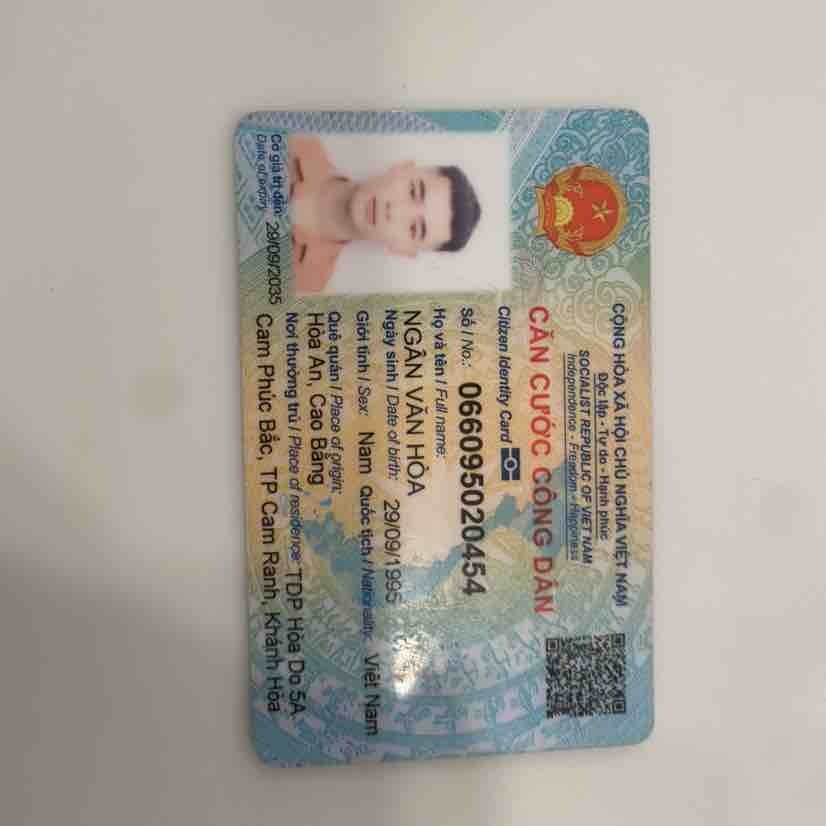 CỘNG HÒA XÃ HỘI CHỦ NGHĨA VIỆT NAM
Độc lập - Tự do - Hạnh phúc
SOCIALIST REPUBLIC OF VIET NAM
Independence - Freedom - Happiness
CĂN CƯỚC CÔNG DÂN
Citizen Identity Card
Số / No.: 066095020454
Họ và tên / Full name:
NGÂN VĂN HÒA
Ngày sinh / Date of birth: 29/09/1995
Giới tính / Sex: Nam Quốc tịch / Nationality: Việt Nam
Quê quán / Place of origin:
Hòa An, Cao Bằng
Nơi thường trú / Place of residence: TDP Hòa Do 5A
Cam Phúc Bắc, TP Cam Ranh, Khánh Hòa
Có giá trị đến: 29/09/2035
Date of expiry